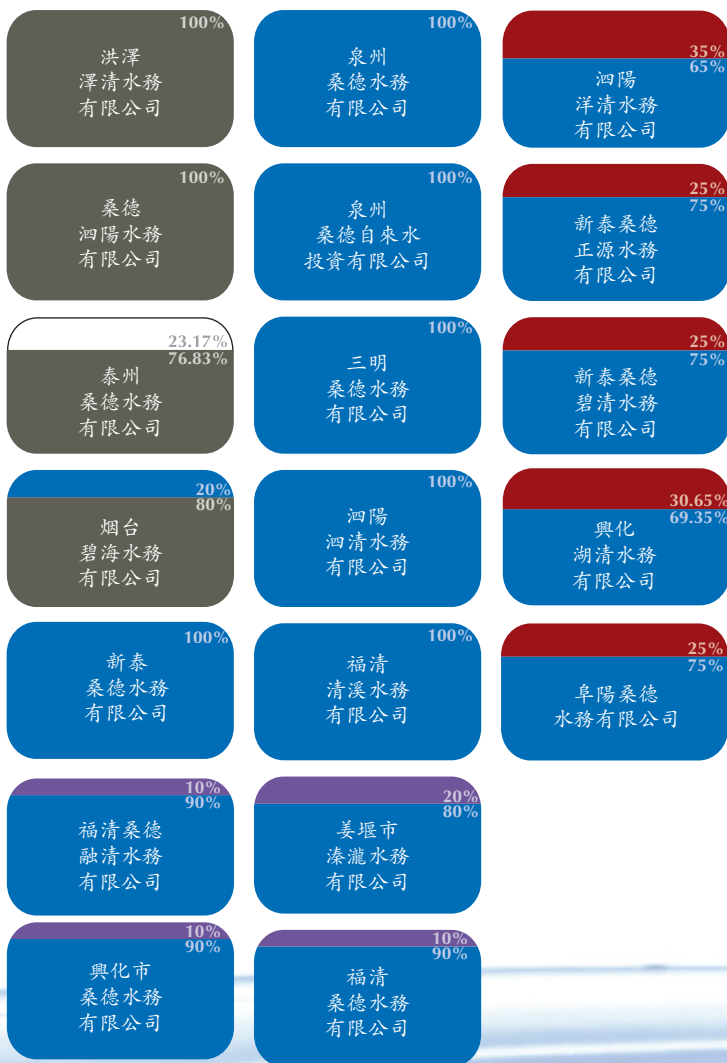 100%
洪澤
澤清水務
有限公司
100%
泉州
桑德水務
有限公司
35%
65%
泗陽
洋清水務
有限公司
100%
桑德
泗陽水務
有限公司
100%
泉州
桑德自來水
投資有限公司
25%
75%
新泰桑德
正源水務
有限公司
23.17%
76.83%
泰州
桑德水務
有限公司
100%
三明
桑德水務
有限公司
25%
75%
新泰桑德
碧清水務
有限公司
20%
80%
烟台
碧海水務
有限公司
100%
泗陽
泗清水務
有限公司
30.65%
69.35%
興化
湖清水務
有限公司
100%
新泰
桑德水務
有限公司
100%
福清
清溪水務
有限公司
25%
75%
阜陽桑德
水務有限公司
10%
90%
福清桑德
融清水務
有限公司
20%
80%
姜堰市
溱瀧水務
有限公司
10%
90%
興化市
桑德水務
有限公司
10%
90%
福清
桑德水務
有限公司